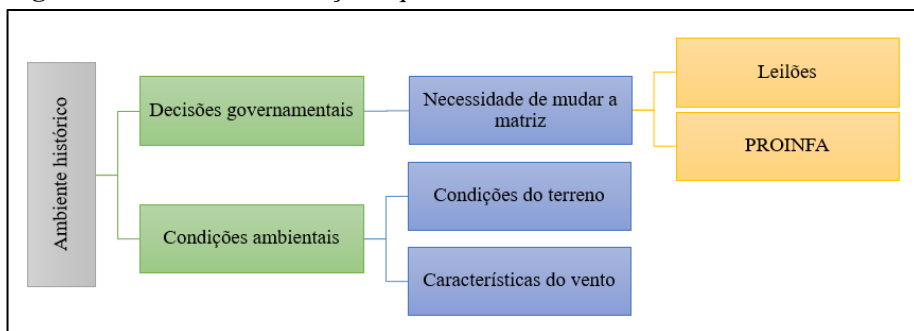 Ambiente histórico
Decisões governamentais
Condições ambientais
Necessidade de mudar a
matriz
Condições do terreno
Características do vento
Leilões
PROINFA